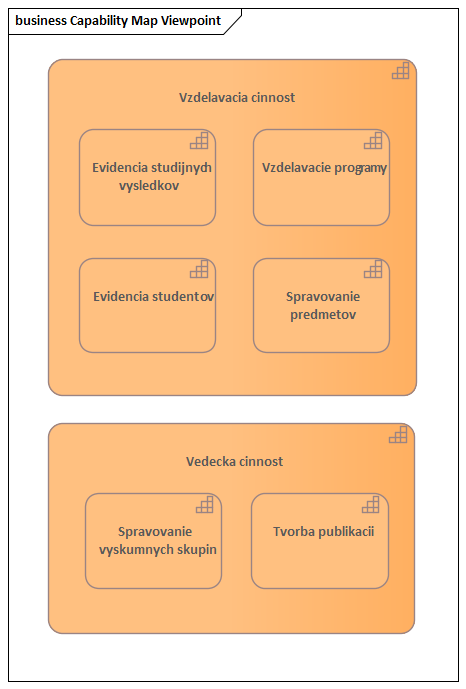 business Capability Map Viewpoint
Vzdelavacia cinnost
Evidencia studijnych
vysledkov
Vzdelavacie programy
Evidencia studentov
Spravovanie
predmetov
Vedecka cinnost
Spravovanie
vyskumnych skupin
Tvorba publikacii